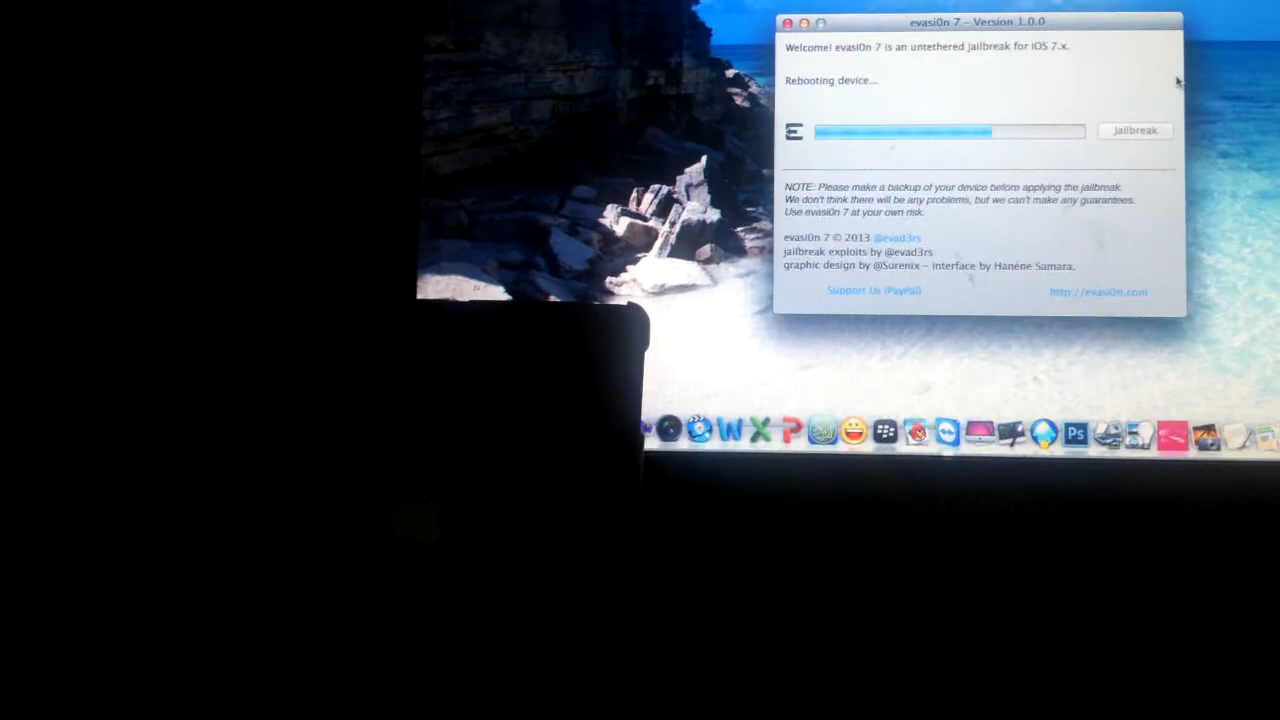 evasi0n 7 – Version 1.0.0
Welcome! evasi0n 7 is an untethered jailbreak for iOS 7.x.
Rebooting device...
Jailbreak
NOTE: Please make a backup of your device before applying the jailbreak.
We don't think there will be any problems, but we can't make any guarantees.
Use evasi0n 7 at your own risk.
evasi0n 7 © 2013 @evad3rs
jailbreak exploits by @evad3rs
graphic design by @Surenix – interface by Hanéne Samara.
Support Us (PayPal) http://evasi0n.com
W X P Ps